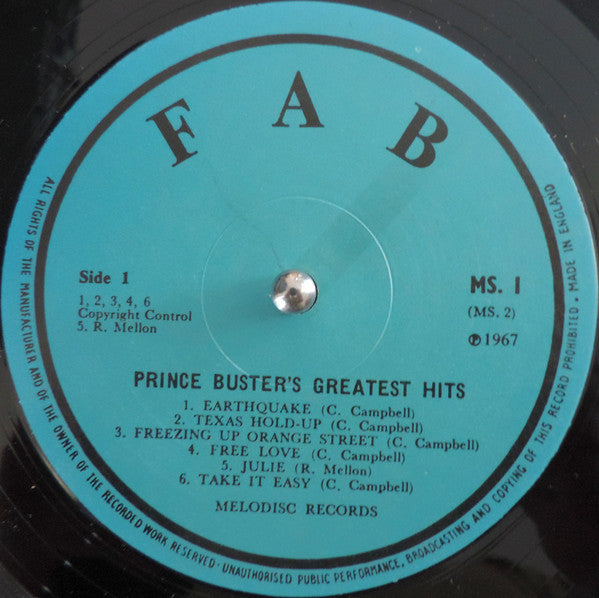 FAB
Side 1
1, 2, 3, 4, 6
Copyright Control
5. R. Mellon
MS. 1
(MS. 2)
Ⓟ 1967
PRINCE BUSTER'S GREATEST HITS
1. EARTHQUAKE (C. Campbell)
2. TEXAS HOLD-UP (C. Campbell)
3. FREEZING UP ORANGE STREET (C. Campbell)
4. FREE LOVE (C. Campbell)
5. JULIE (R. Mellon)
6. TAKE IT EASY (C. Campbell)
MELODISC RECORDS
ALL RIGHTS OF THE MANUFACTURER AND OF THE OWNER OF THE RECORDED WORK RESERVED · UNAUTHORISED PUBLIC PERFORMANCE, BROADCASTING AND COPYING OF THIS RECORD PROHIBITED. MADE IN ENGLAND